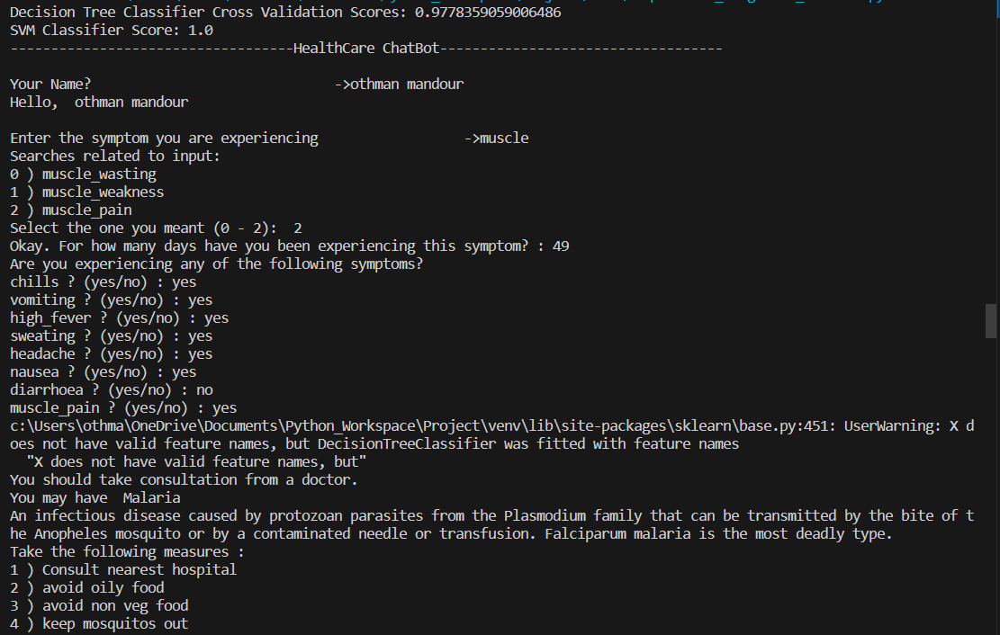 Decision Tree Classifier Cross Validation Scores: 0.9778359059006486
SVM Classifier Score: 1.0
-----------------------------------HealthCare ChatBot-----------------------------------
Your Name? ->othman mandour
Hello,  othman mandour
Enter the symptom you are experiencing ->muscle
Searches related to input:
0 ) muscle_wasting
1 ) muscle_weakness
2 ) muscle_pain
Select the one you meant (0 - 2):  2
Okay. For how many days have you been experiencing this symptom? : 49
Are you experiencing any of the following symptoms?
chills ? (yes/no) : yes
vomiting ? (yes/no) : yes
high_fever ? (yes/no) : yes
sweating ? (yes/no) : yes
headache ? (yes/no) : yes
nausea ? (yes/no) : yes
diarrhoea ? (yes/no) : no
muscle_pain ? (yes/no) : yes
c:\Users\othma\OneDrive\Documents\Python_Workspace\Project\venv\lib\site-packages\sklearn\base.py:451: UserWarning: X d
oes not have valid feature names, but DecisionTreeClassifier was fitted with feature names
  "X does not have valid feature names, but"
You should take consultation from a doctor.
You may have  Malaria
An infectious disease caused by protozoan parasites from the Plasmodium family that can be transmitted by the bite of t
he Anopheles mosquito or by a contaminated needle or transfusion. Falciparum malaria is the most deadly type.
Take the following measures :
1 ) Consult nearest hospital
2 ) avoid oily food
3 ) avoid non veg food
4 ) keep mosquitos out